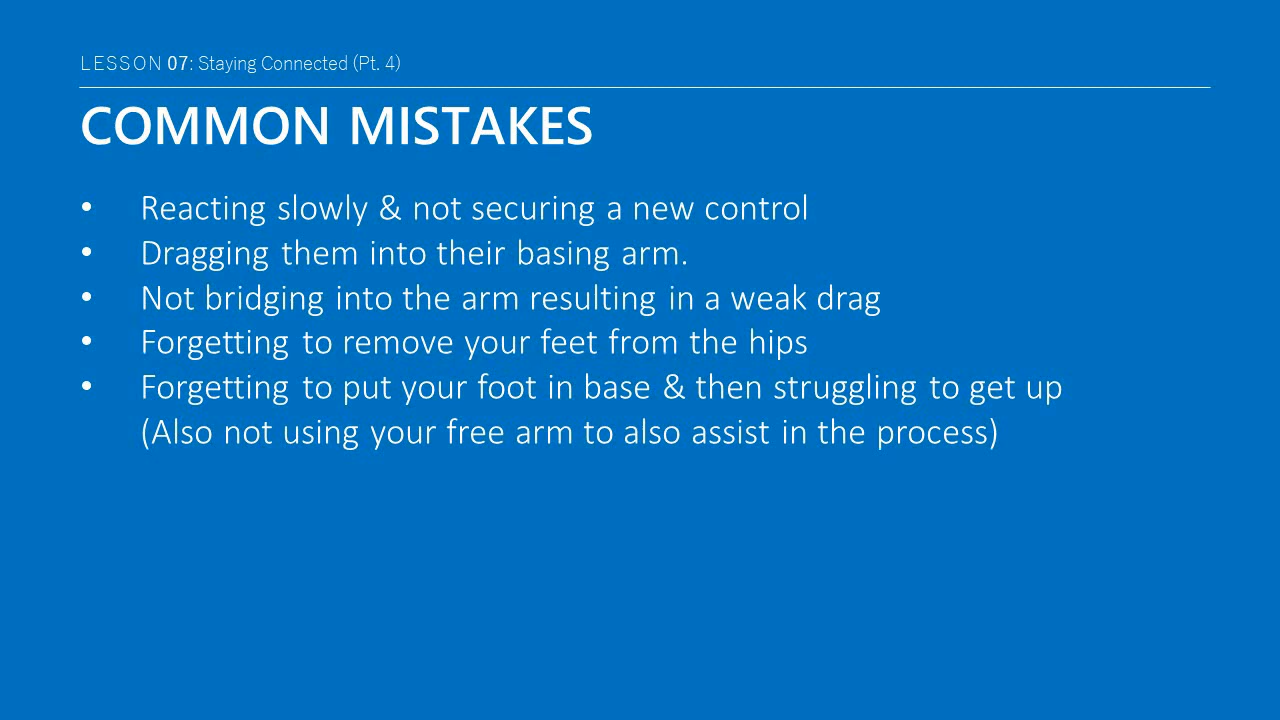 LESSON 07: Staying Connected (Pt. 4)
COMMON MISTAKES
• Reacting slowly & not securing a new control
• Dragging them into their basing arm.
• Not bridging into the arm resulting in a weak drag
• Forgetting to remove your feet from the hips
• Forgetting to put your foot in base & then struggling to get up
(Also not using your free arm to also assist in the process)